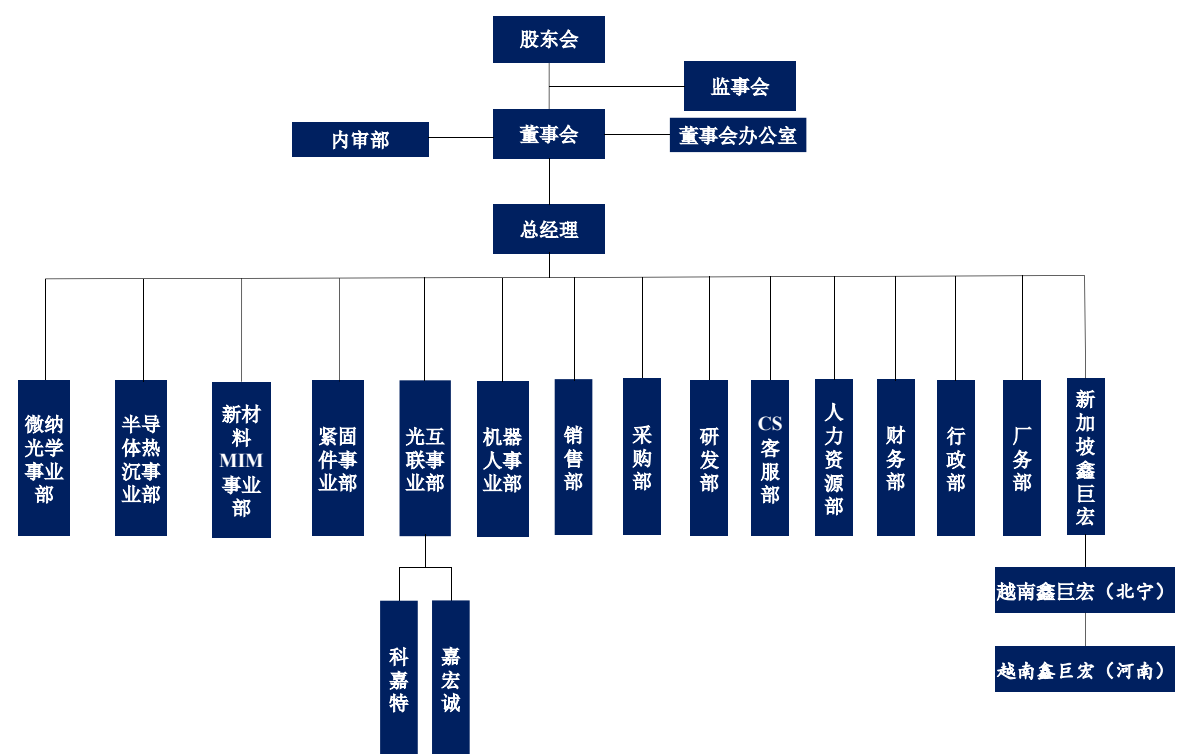 股东会
监事会
董事会
内审部
董事会办公室
总经理
微纳
光学
事业
部
半导
体热
沉事
业部
新材
料
MIM
事业
部
紧固
件事
业部
光互
联事
业部
机器
人事
业部
销售部
采购部
研发部
CS
客服部
人力资源部
财务部
行政部
厂务部
新加坡鑫巨宏
越南鑫巨宏（北宁）
越南鑫巨宏（河南）
科嘉特
嘉宏诚